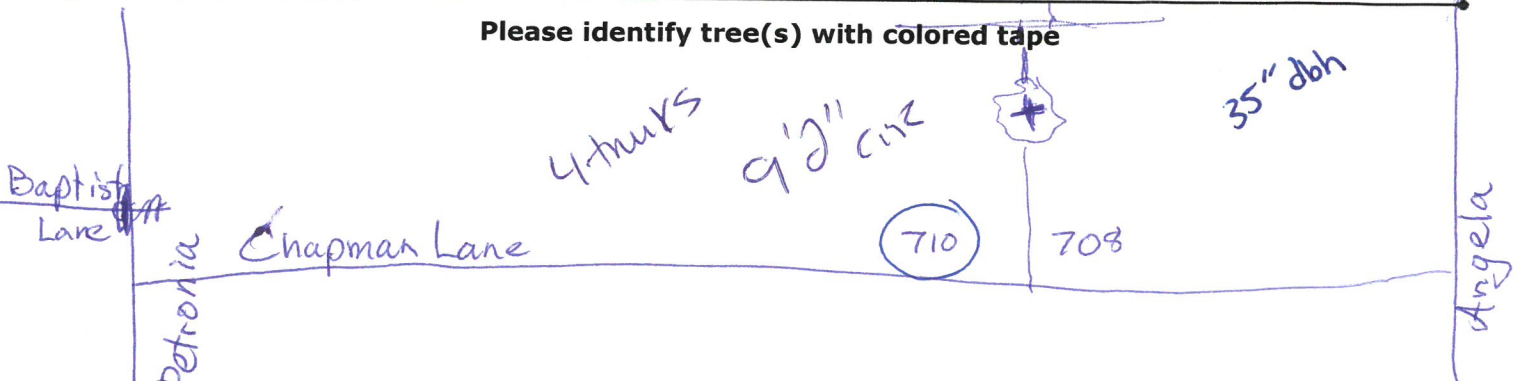 Please identify tree(s) with colored tape
35" dbh
4-trunks
9'2" circ
Baptist
Lane
Chapman Lane
710
708
Petronia
Angela